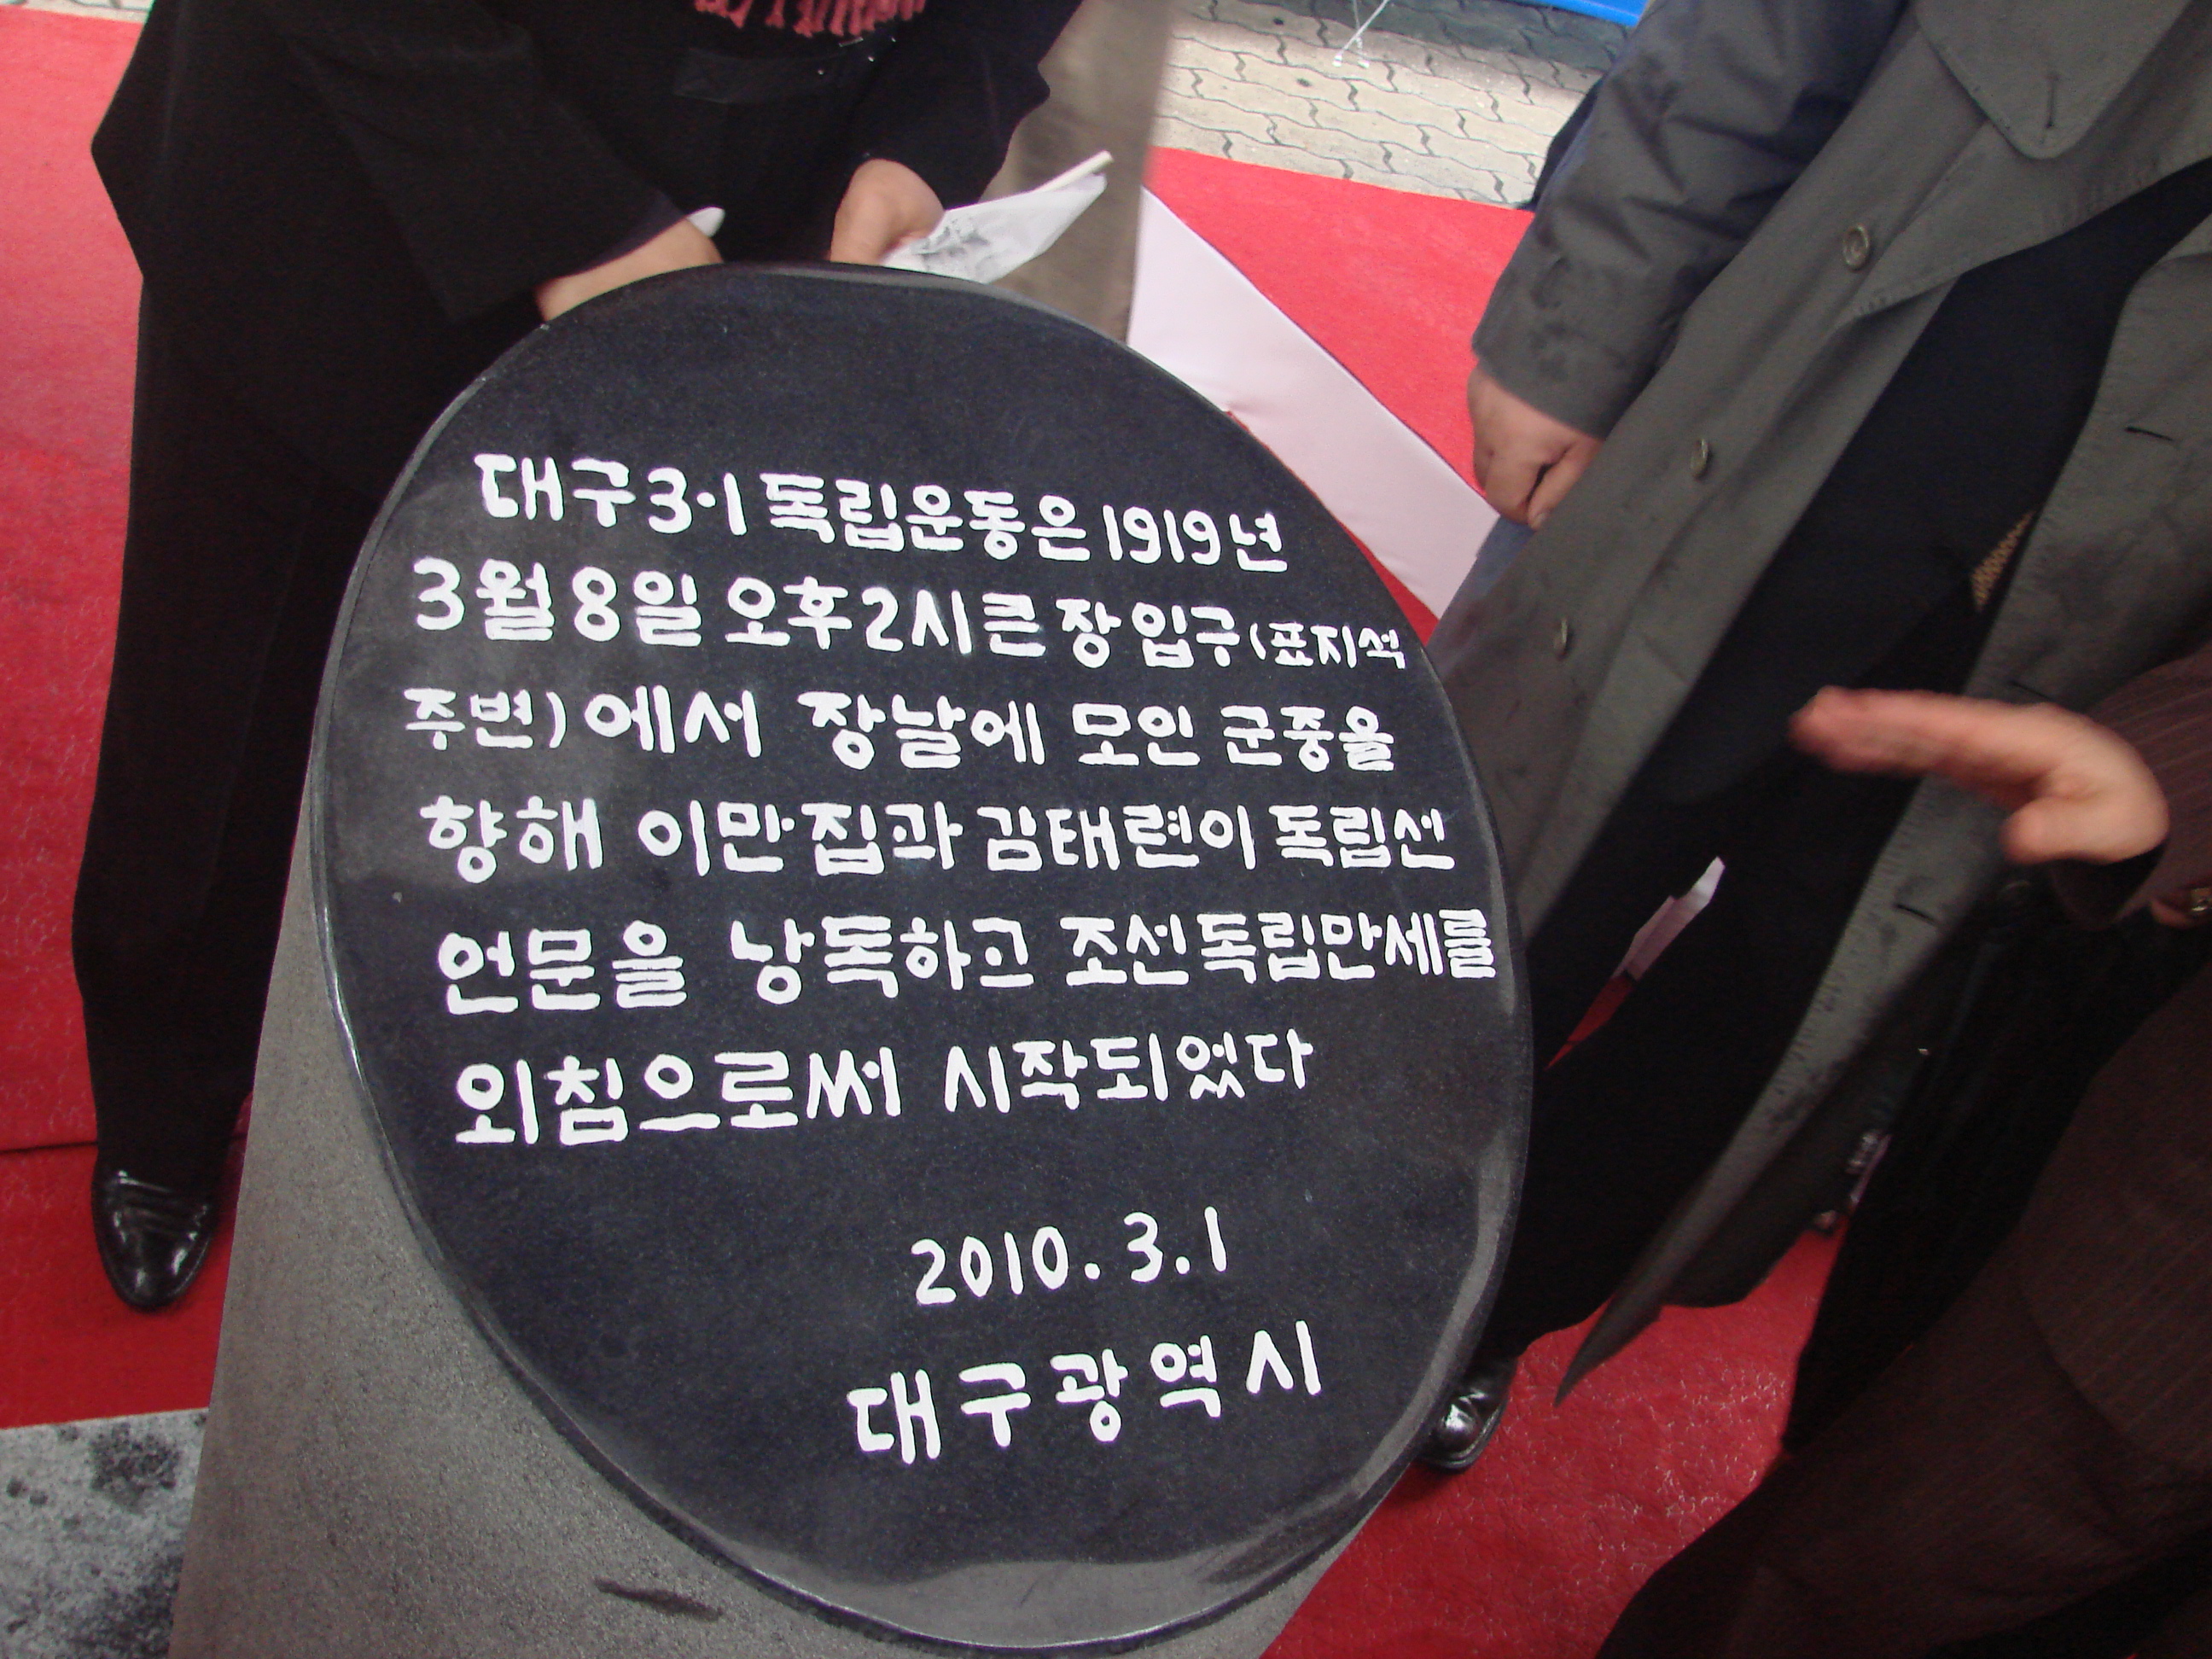 대구3·1독립운동은1919년
3월8일 오후2시큰장입구(표지석
주변)에서 장날에 모인 군중을
향해 이만집과 김태련이 독립선
언문을 낭독하고 조선독립만세를
외침으로써 시작되었다
2010.3.1
대구광역시